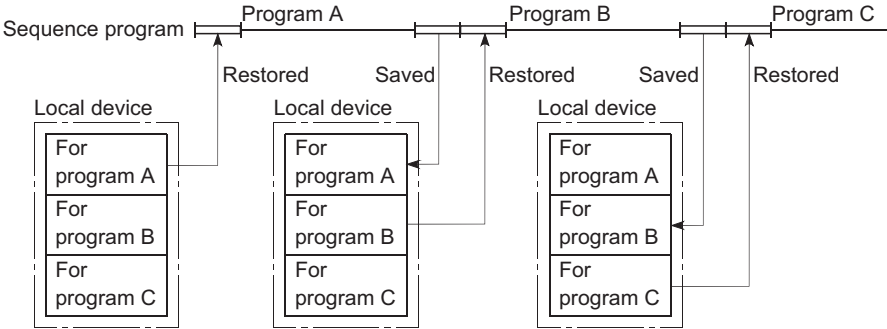 Program A Program B Program C
Sequence program
Restored Saved Restored Saved Restored
Local device Local device Local device
For
program A
For
program B
For
program C
For
program A
For
program B
For
program C
For
program A
For
program B
For
program C